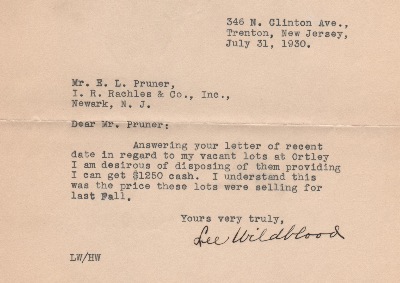 346 N. Clinton Ave.,
Trenton, New Jersey,
July 31, 1930.
Mr. E. L. Pruner,
I. R. Rachles & Co., Inc.,
Newark, N. J.
Dear Mr. Pruner:
Answering your letter of recent
date in regard to my vacant lots at Ortley
I am desirous of disposing of them providing
I can get $1250 cash. I understand this
was the price these lots were selling for
last Fall.
Yours very truly,
Lee Wildblood
LW/HW